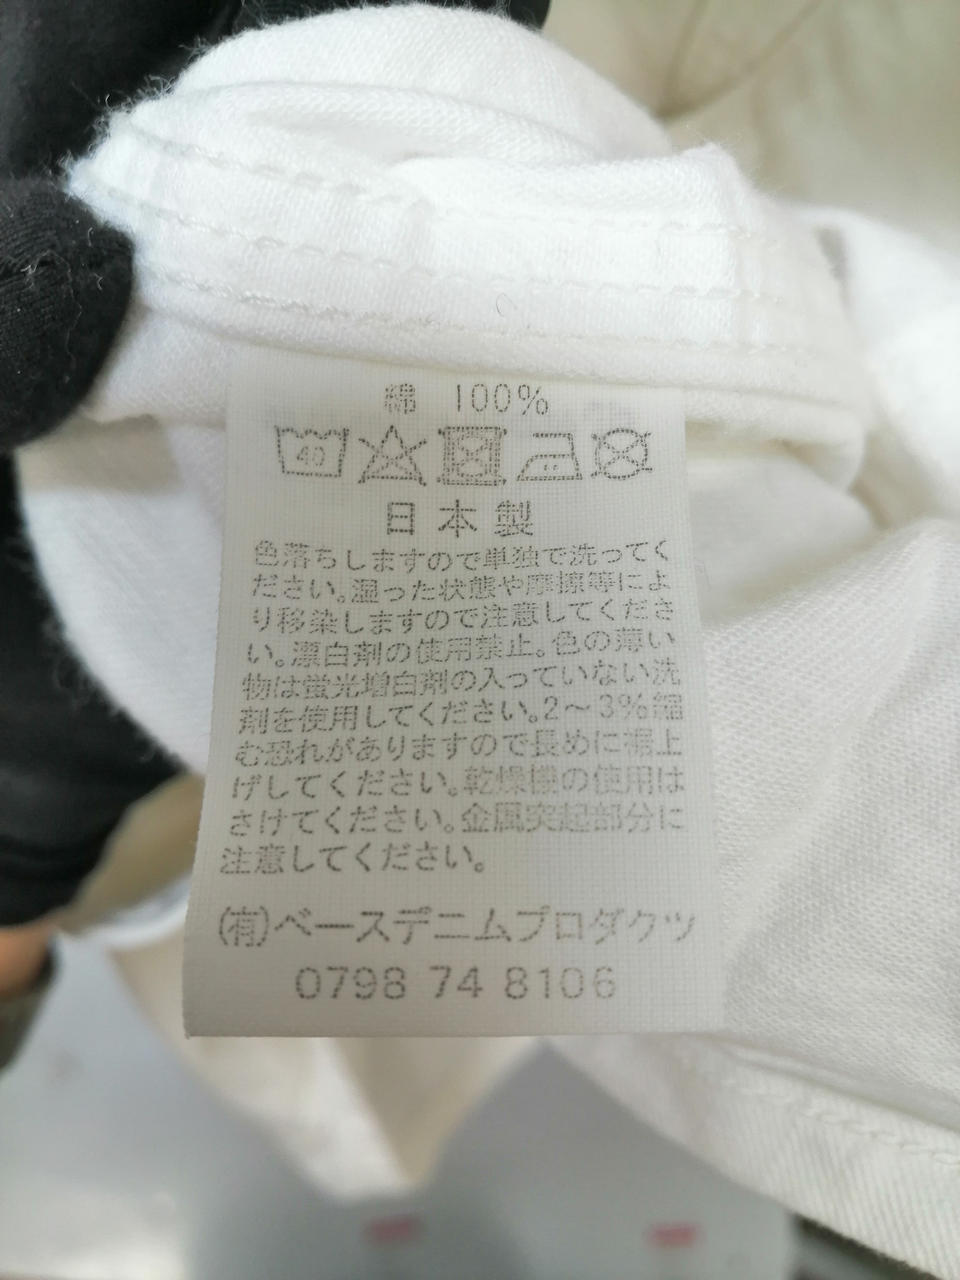 綿 100%
40
日本製
色落ちしますので単独で洗ってく
ださい。湿った状態や摩擦等によ
り移染しますので注意してくださ
い。漂白剤の使用禁止。色の薄い
物は蛍光増白剤の入っていない洗
剤を使用してください。2～3%縮
む恐れがありますので長めに裾上
げしてください。乾燥機の使用は
さけてください。金属突起部分に
注意してください。
(有)ベースデニムプロダクツ
0798 74 8106